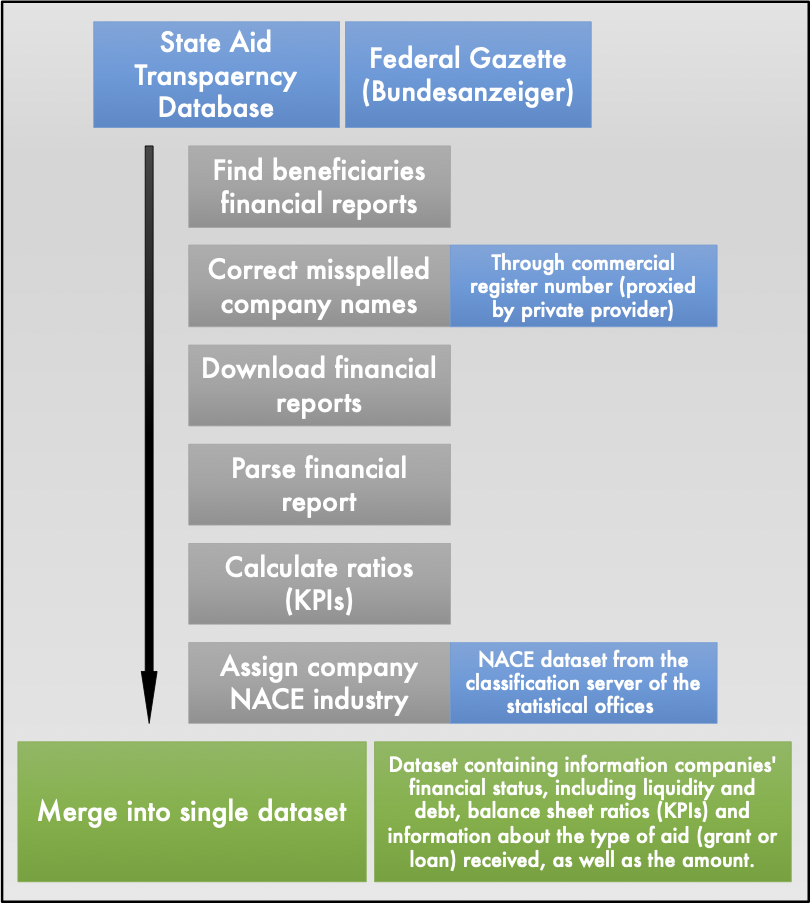 State Aid
Transpaerncy
Database
Federal Gazette
(Bundesanzeiger)
Find beneficiaries
financial reports
Correct misspelled
company names
Through commercial
register number (proxied
by private provider)
Download financial
reports
Parse financial
report
Calculate ratios
(KPIs)
Assign company
NACE industry
NACE dataset from the
classification server of the
statistical offices
Merge into single dataset
Dataset containing information companies'
financial status, including liquidity and
debt, balance sheet ratios (KPIs) and
information about the type of aid (grant or
loan) received, as well as the amount.